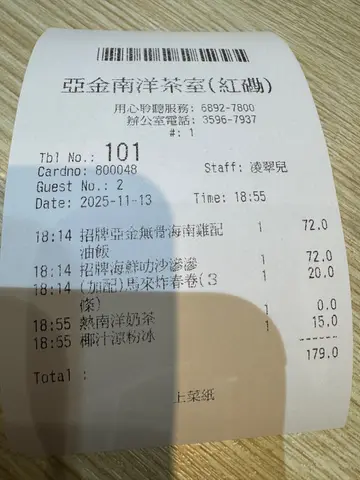 亞金南洋茶室(紅磡)
用心聆聽服務: 6892-7800
辦公室電話: 3596-7937
#: 1
Tbl No.: 101
Cardno: 800048 Staff: 凌翠兒
Guest No.: 2
Date: 2025-11-13 Time: 18:55
18:14 招牌亞金無骨海南雞配 1 72.0
油飯
18:14 招牌海鮮叻沙滲滲 1 72.0
18:14 (加配)馬來炸春卷(3 1 20.0
條)
18:55 熱南洋奶茶 1 0.0
18:55 椰汁涼粉冰 1 15.0
------
179.0
Total :
上菜紙